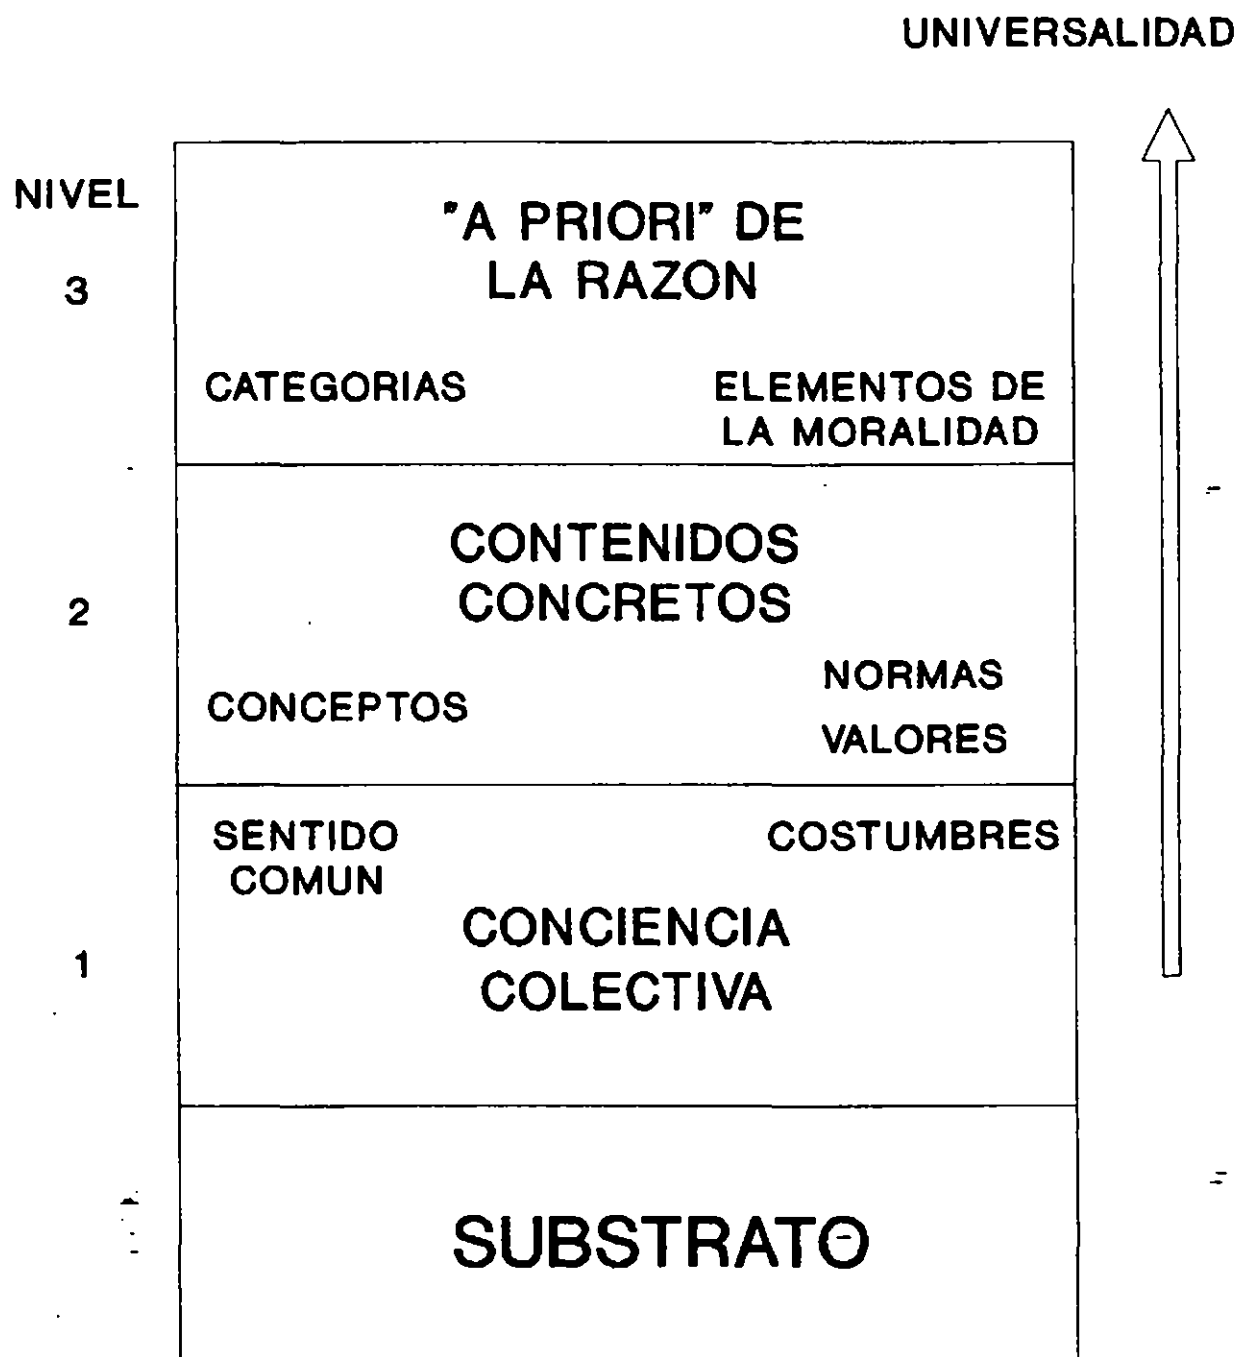 UNIVERSALIDAD
NIVEL
"A PRIORI" DE
LA RAZON
3
CATEGORIAS
ELEMENTOS DE
LA MORALIDAD
CONTENIDOS
CONCRETOS
2
CONCEPTOS
NORMAS
VALORES
SENTIDO
COMUN
COSTUMBRES
CONCIENCIA
COLECTIVA
1
SUBSTRATO